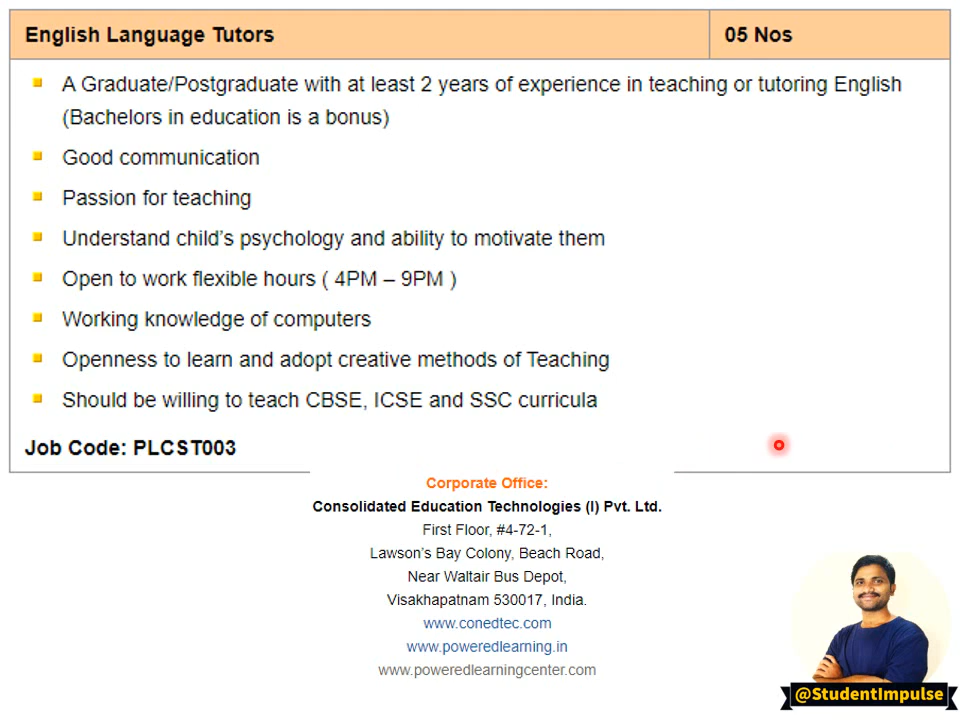 English Language Tutors 05 Nos
A Graduate/Postgraduate with at least 2 years of experience in teaching or tutoring English
(Bachelors in education is a bonus)
Good communication
Passion for teaching
Understand child’s psychology and ability to motivate them
Open to work flexible hours ( 4PM – 9PM )
Working knowledge of computers
Openness to learn and adopt creative methods of Teaching
Should be willing to teach CBSE, ICSE and SSC curricula
Job Code: PLCST003
Corporate Office:
Consolidated Education Technologies (I) Pvt. Ltd.
First Floor, #4-72-1,
Lawson’s Bay Colony, Beach Road,
Near Waltair Bus Depot,
Visakhapatnam 530017, India.
www.conedtec.com
www.poweredlearning.in
www.poweredlearningcenter.com
@StudentImpulse